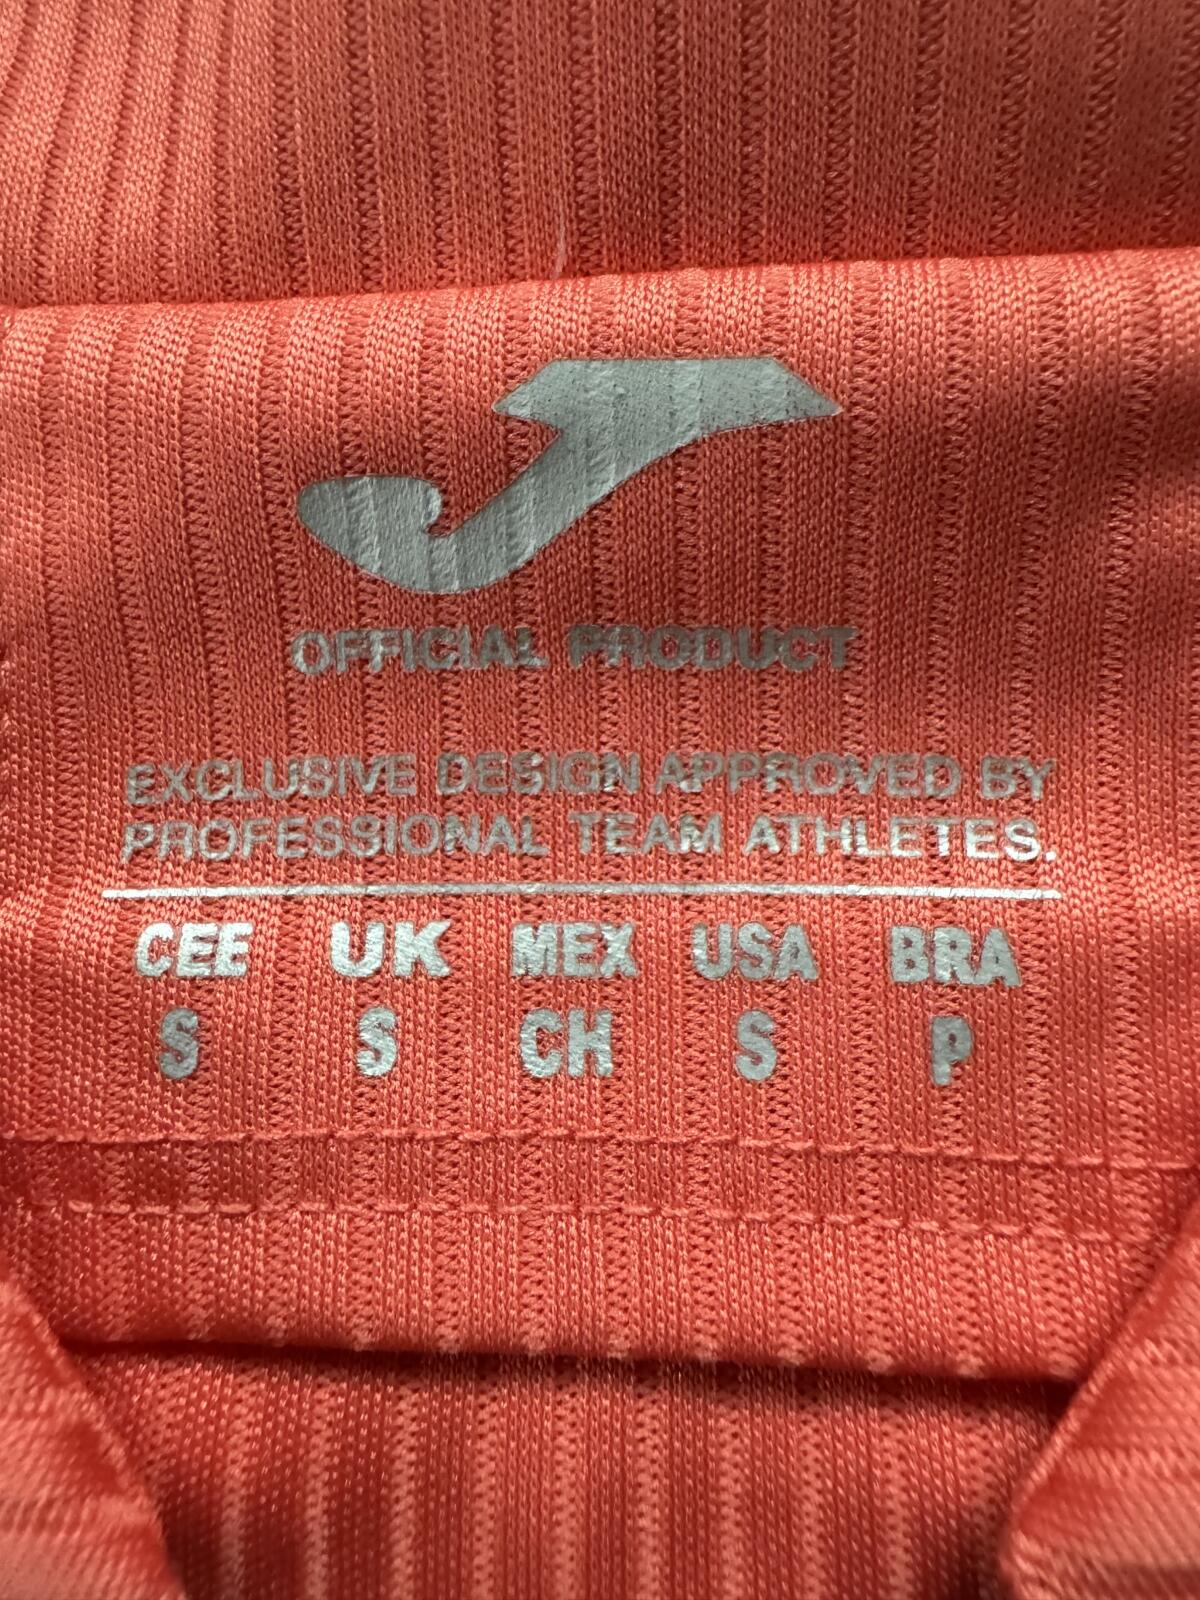 OFFICIAL PRODUCT
EXCLUSIVE DESIGN APPROVED BY
PROFESSIONAL TEAM ATHLETES.
CEE UK MEX USA BRA
S S CH S P